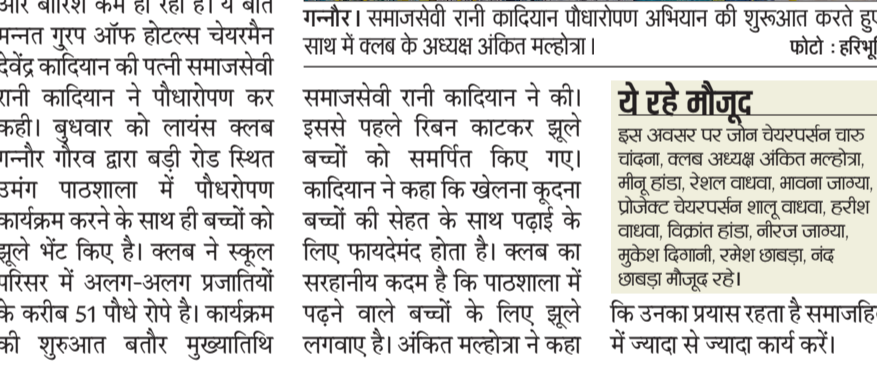 और बारिश कम हो रही है। ये बात
मन्नत गुरप ऑफ होटल्स चेयरमैन
देवेंद्र कादियान की पत्नी समाजसेवी
रानी कादियान ने पौधारोपण कर
कही। बुधवार को लायंस क्लब
गन्नौर गौरव द्वारा बड़ी रोड स्थित
उमंग पाठशाला में पौधरोपण
कार्यक्रम करने के साथ ही बच्चों को
झूले भेंट किए है। क्लब ने स्कूल
परिसर में अलग-अलग प्रजातियों
के करीब 51 पौधे रोपे है। कार्यक्रम
की शुरुआत बतौर मुख्यातिथि
गन्नौर। समाजसेवी रानी कादियान पौधारोपण अभियान की शुरूआत करते हुए
साथ में क्लब के अध्यक्ष अंकित मल्होत्रा।
फोटो : हरिभूमि
समाजसेवी रानी कादियान ने की।
इससे पहले रिबन काटकर झूले
बच्चों को समर्पित किए गए।
कादियान ने कहा कि खेलना कूदना
बच्चों की सेहत के साथ पढ़ाई के
लिए फायदेमंद होता है। क्लब का
सरहानीय कदम है कि पाठशाला में
पढ़ने वाले बच्चों के लिए झूले
लगवाए है। अंकित मल्होत्रा ने कहा
ये रहे मौजूद
इस अवसर पर जोन चेयरपर्सन चारु
चांदना, क्लब अध्यक्ष अंकित मल्होत्रा,
मीनू हांडा, रेशल वाधवा, भावना जाग्या,
प्रोजेक्ट चेयरपर्सन शालू वाधवा, हरीश
वाधवा, विक्रांत हांडा, नीरज जाग्या,
मुकेश दिगानी, रमेश छाबड़ा, नंद
छाबड़ा मौजूद रहे।
कि उनका प्रयास रहता है समाजहित
में ज्यादा से ज्यादा कार्य करें।